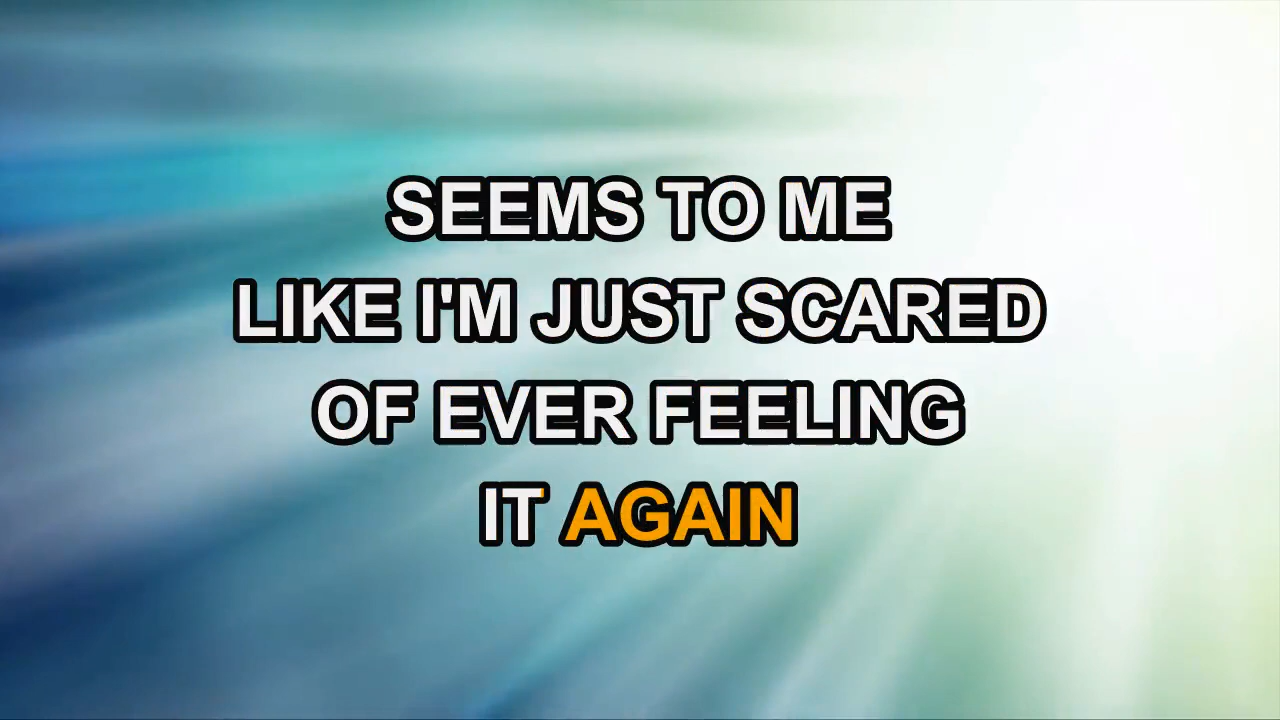 SEEMS TO ME
LIKE I'M JUST SCARED
OF EVER FEELING
IT AGAIN